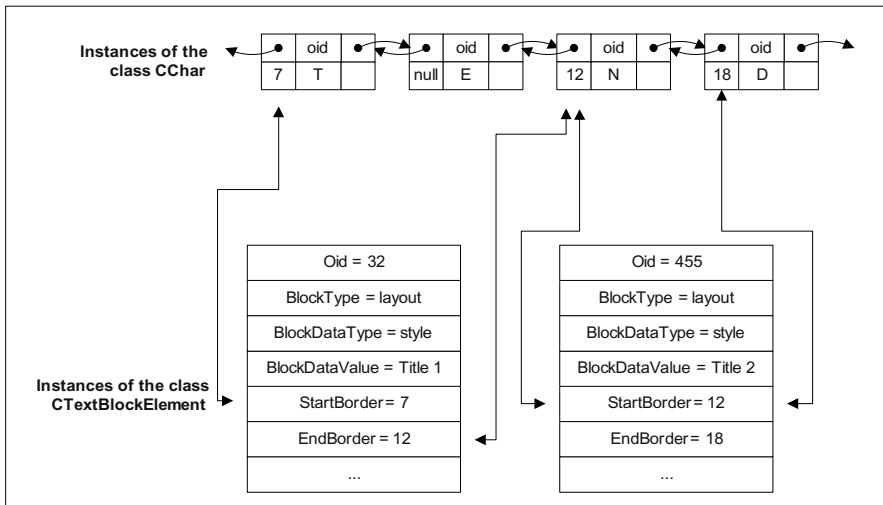 Instances of the class CChar
oid oid oid oid
7 T null E 12 N 18 D
Oid = 32
BlockType = layout
BlockDataType = style
BlockDataValue = Title 1
StartBorder = 7
EndBorder = 12
...
Oid = 455
BlockType = layout
BlockDataType = style
BlockDataValue = Title 2
StartBorder = 12
EndBorder = 18
...
Instances of the class
CTextBlockElement